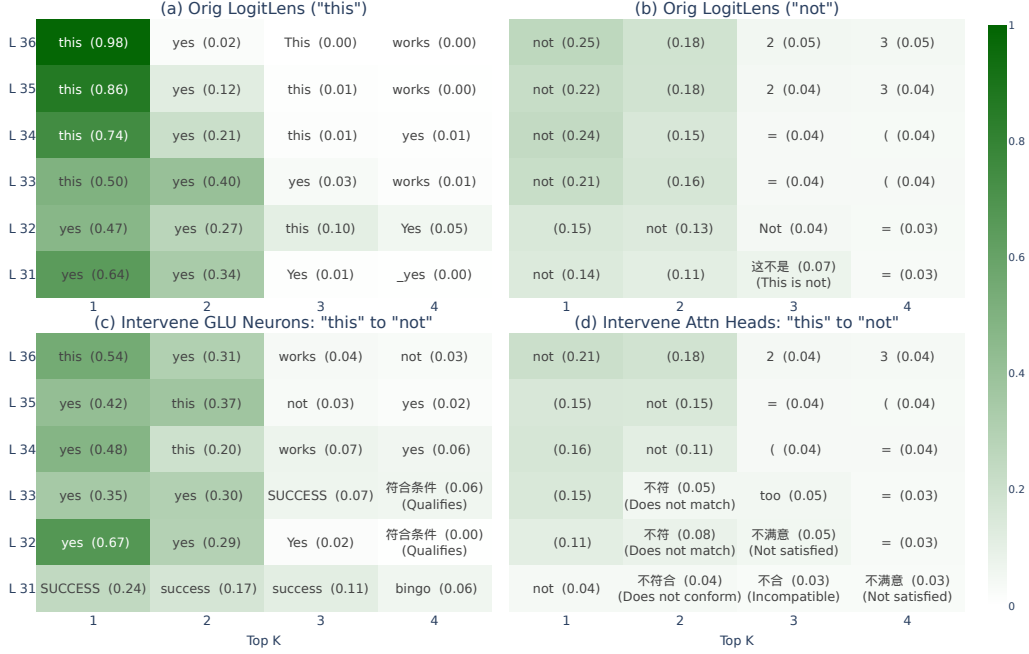 (a) Orig LogitLens ("this")
L 36 this (0.98) yes (0.02) This (0.00) works (0.00)
L 35 this (0.86) yes (0.12) this (0.01) works (0.00)
L 34 this (0.74) yes (0.21) this (0.01) yes (0.01)
L 33 this (0.50) yes (0.40) yes (0.03) works (0.01)
L 32 yes (0.47) yes (0.27) this (0.10) Yes (0.05)
L 31 yes (0.64) yes (0.34) Yes (0.01) _yes (0.00)
1 2 3 4
(b) Orig LogitLens ("not")
not (0.25) (0.18) 2 (0.05) 3 (0.05)
not (0.22) (0.18) 2 (0.04) 3 (0.04)
not (0.24) (0.15) = (0.04) ( (0.04)
not (0.21) (0.16) = (0.04) ( (0.04)
(0.15) not (0.13) Not (0.04) = (0.03)
not (0.14) (0.11) 这不是 (0.07) = (0.03)
(This is not)
1 2 3 4
(c) Intervene GLU Neurons: "this" to "not"
L 36 this (0.54) yes (0.31) works (0.04) not (0.03)
L 35 yes (0.42) this (0.37) not (0.03) yes (0.02)
L 34 yes (0.48) this (0.20) works (0.07) yes (0.06)
L 33 yes (0.35) yes (0.30) SUCCESS (0.07) 符合条件 (0.06)
(Qualifies)
L 32 yes (0.67) yes (0.29) Yes (0.02) 符合条件 (0.00)
(Qualifies)
L 31 SUCCESS (0.24) success (0.17) success (0.11) bingo (0.06)
1 2 3 4
Top K
(d) Intervene Attn Heads: "this" to "not"
not (0.21) (0.18) 2 (0.04) 3 (0.04)
(0.15) not (0.15) = (0.04) ( (0.04)
(0.16) not (0.11) ( (0.04) = (0.04)
(0.15) 不符 (0.05) too (0.05) = (0.03)
(Does not match)
(0.11) 不符 (0.08) 不满意 (0.05) = (0.03)
(Does not match) (Not satisfied)
not (0.04) 不符合 (0.04) 不合 (0.03) 不满意 (0.03)
(Does not conform) (Incompatible) (Not satisfied)
1 2 3 4
Top K
1
0.8
0.6
0.4
0.2
0